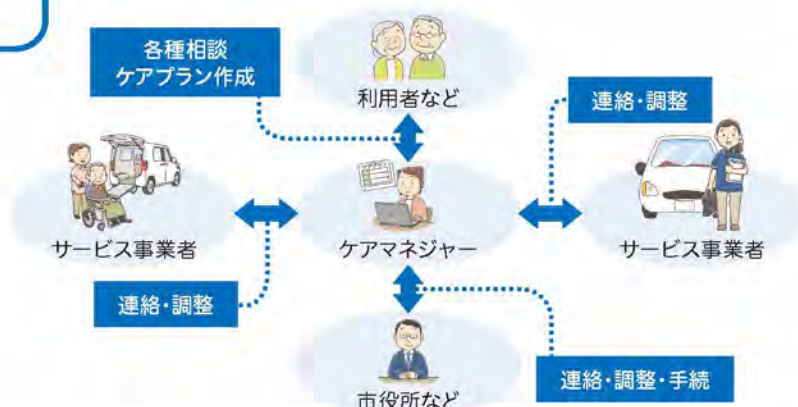 各種相談
ケアプラン作成
利用者など
連絡・調整
サービス事業者
ケアマネジャー
サービス事業者
連絡・調整
連絡・調整・手続
市役所など